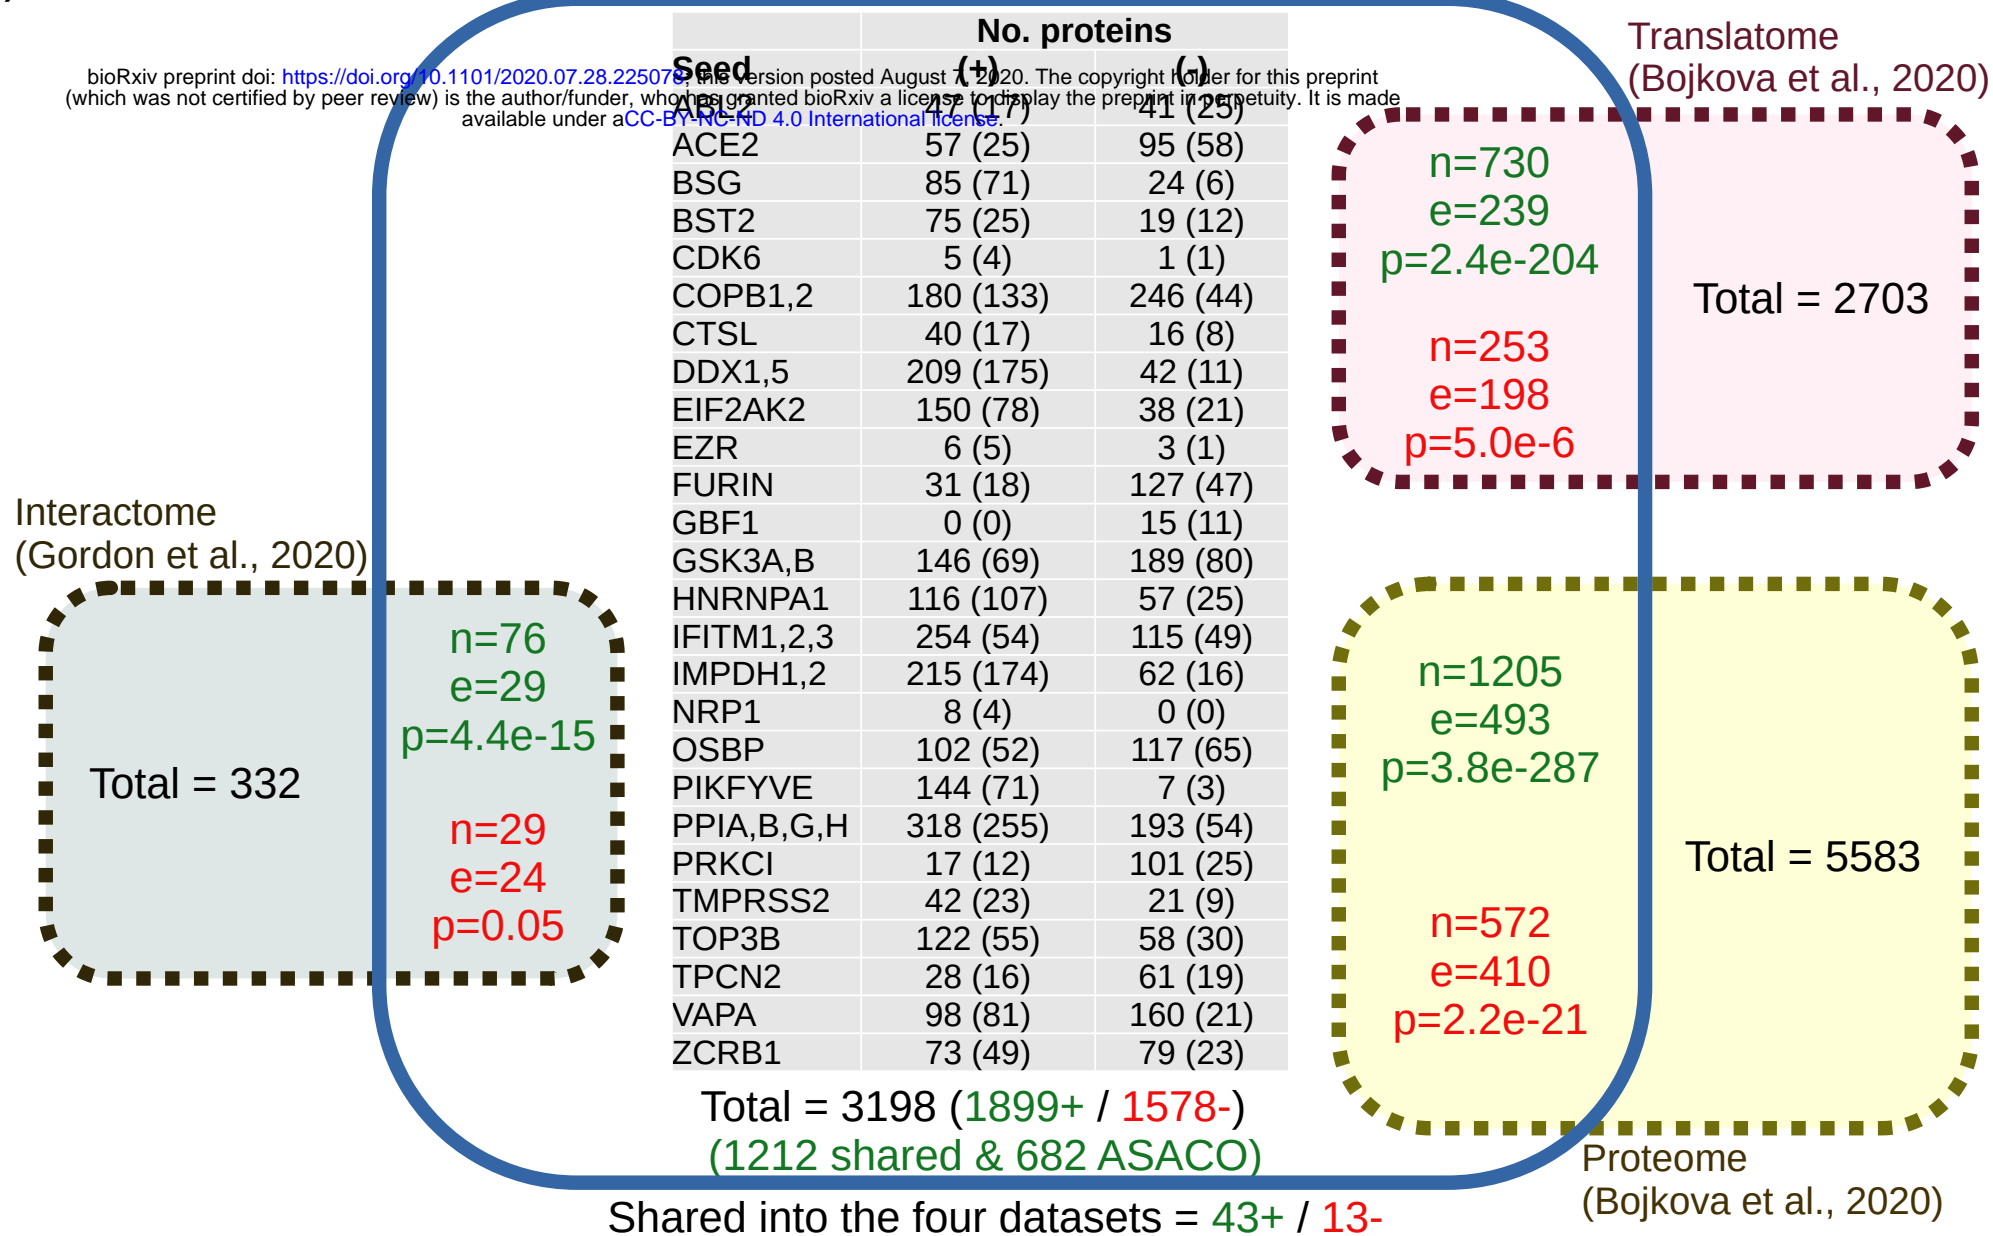 No. proteins
Seed (+) (-)
bioRxiv preprint doi: https://doi.org/10.1101/2020.07.28.225078; this version posted August 7, 2020. The copyright holder for this preprint
(which was not certified by peer review) is the author/funder, who has granted bioRxiv a license to display the preprint in perpetuity. It is made
available under aCC-BY-NC-ND 4.0 International license.
ABL2 47 (17) 41 (25)
ACE2 57 (25) 95 (58)
BSG 85 (71) 24 (6)
BST2 75 (25) 19 (12)
CDK6 5 (4) 1 (1)
COPB1,2 180 (133) 246 (44)
CTSL 40 (17) 16 (8)
DDX1,5 209 (175) 42 (11)
EIF2AK2 150 (78) 38 (21)
EZR 6 (5) 3 (1)
FURIN 31 (18) 127 (47)
GBF1 0 (0) 15 (11)
GSK3A,B 146 (69) 189 (80)
HNRNPA1 116 (107) 57 (25)
IFITM1,2,3 254 (54) 115 (49)
IMPDH1,2 215 (174) 62 (16)
NRP1 8 (4) 0 (0)
OSBP 102 (52) 117 (65)
PIKFYVE 144 (71) 7 (3)
PPIA,B,G,H 318 (255) 193 (54)
PRKCI 17 (12) 101 (25)
TMPRSS2 42 (23) 21 (9)
TOP3B 122 (55) 58 (30)
TPCN2 28 (16) 61 (19)
VAPA 98 (81) 160 (21)
ZCRB1 73 (49) 79 (23)
Total = 3198 (1899+ / 1578-)
(1212 shared & 682 ASACO)
Shared into the four datasets = 43+ / 13-
Interactome
(Gordon et al., 2020)
Total = 332
n=76
e=29
p=4.4e-15
n=29
e=24
p=0.05
Translatome
(Bojkova et al., 2020)
n=730
e=239
p=2.4e-204
n=253
e=198
p=5.0e-6
Total = 2703
n=1205
e=493
p=3.8e-287
n=572
e=410
p=2.2e-21
Total = 5583
Proteome
(Bojkova et al., 2020)